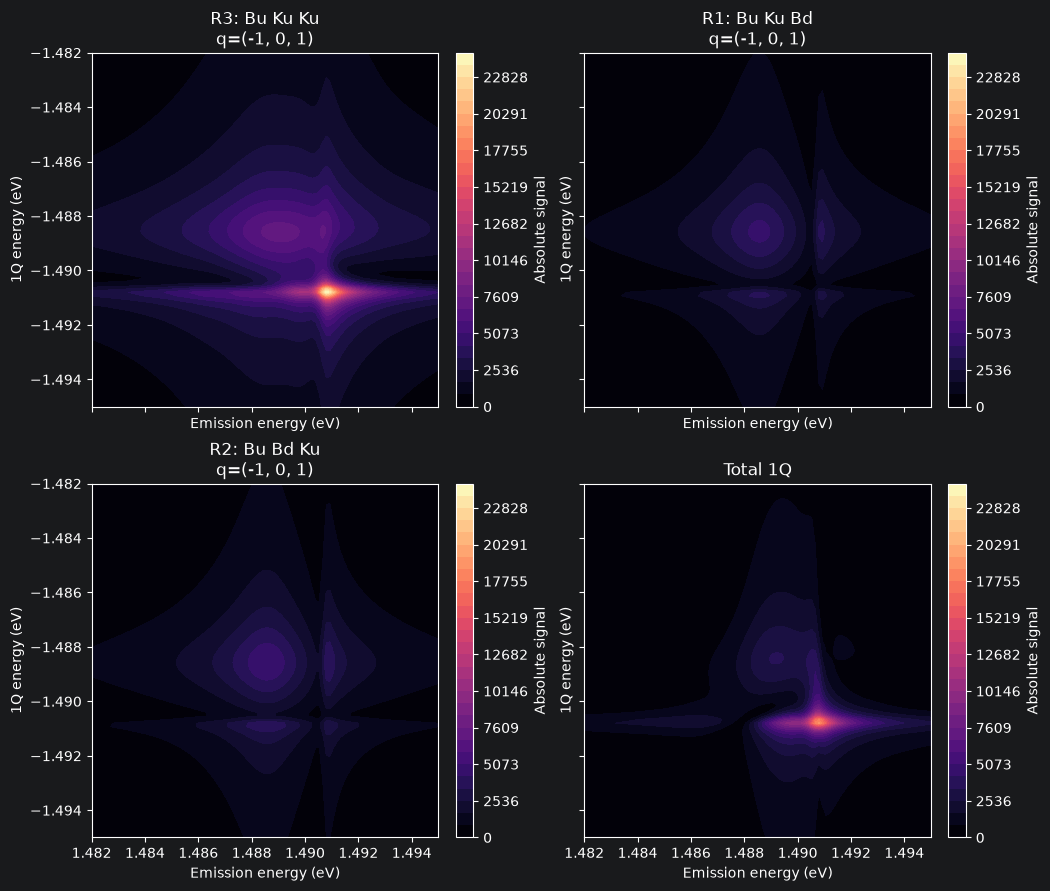 R3: Bu Ku Ku
q=(-1, 0, 1)
R1: Bu Ku Bd
q=(-1, 0, 1)
−1.482
−1.484
−1.486
−1.488
−1.490
−1.492
−1.494
1Q energy (eV)
Emission energy (eV)
22828
20291
17755
15219
12682
10146
7609
5073
2536
0
Absolute signal
1Q energy (eV)
Emission energy (eV)
22828
20291
17755
15219
12682
10146
7609
5073
2536
0
Absolute signal
R2: Bu Bd Ku
q=(-1, 0, 1)
Total 1Q
−1.482
−1.484
−1.486
−1.488
−1.490
−1.492
−1.494
1Q energy (eV)
1.482 1.484 1.486 1.488 1.490 1.492 1.494
Emission energy (eV)
22828
20291
17755
15219
12682
10146
7609
5073
2536
0
Absolute signal
1Q energy (eV)
1.482 1.484 1.486 1.488 1.490 1.492 1.494
Emission energy (eV)
22828
20291
17755
15219
12682
10146
7609
5073
2536
0
Absolute signal